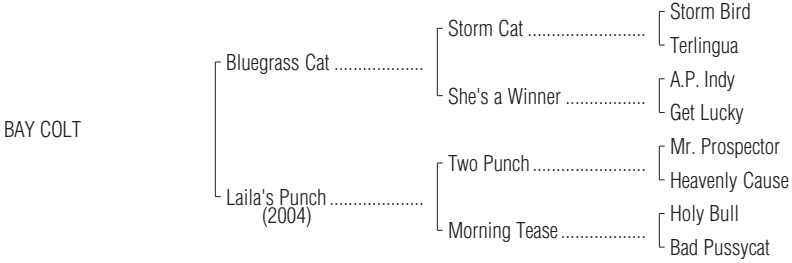 Storm Bird
Storm Cat ........................
Terlingua
Bluegrass Cat ...................
A.P. Indy
She's a Winner .................
Get Lucky
BAY COLT
Mr. Prospector
Two Punch ........................
Heavenly Cause
Laila's Punch ....................
(2004)
Holy Bull
Morning Tease ..................
Bad Pussycat